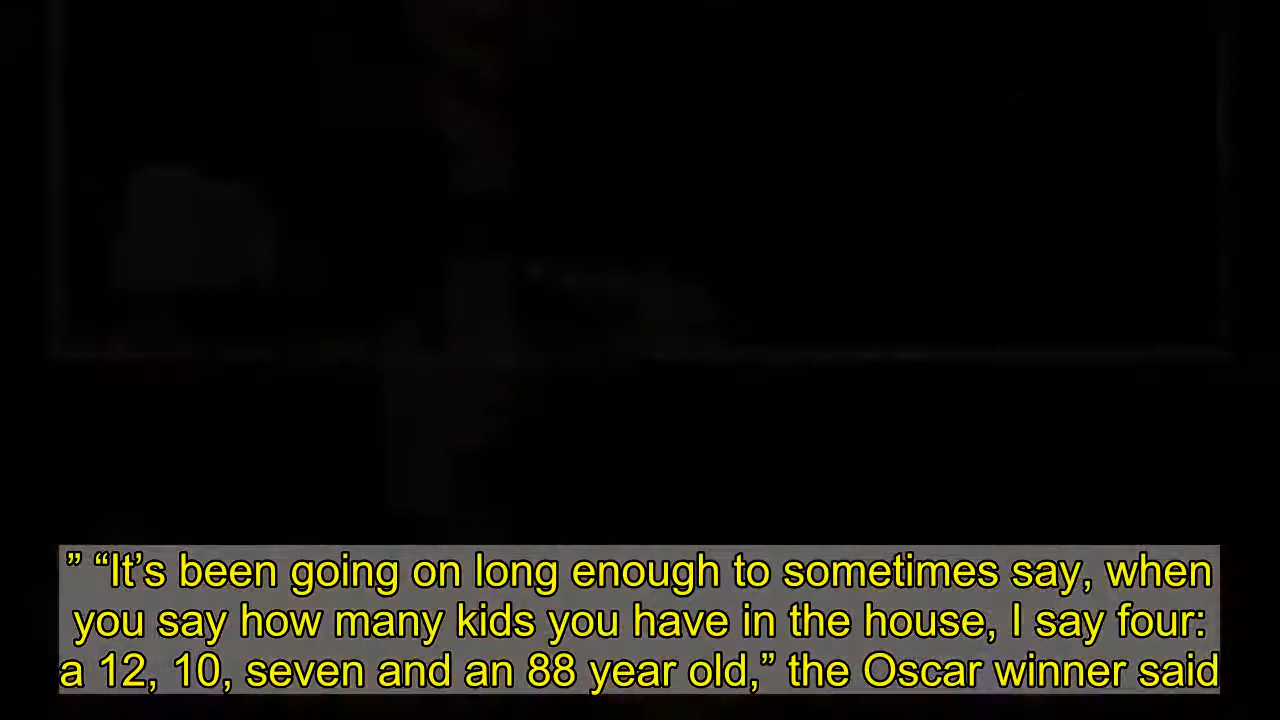 ” “It’s been going on long enough to sometimes say, when
you say how many kids you have in the house, I say four:
a 12, 10, seven and an 88 year old,” the Oscar winner said